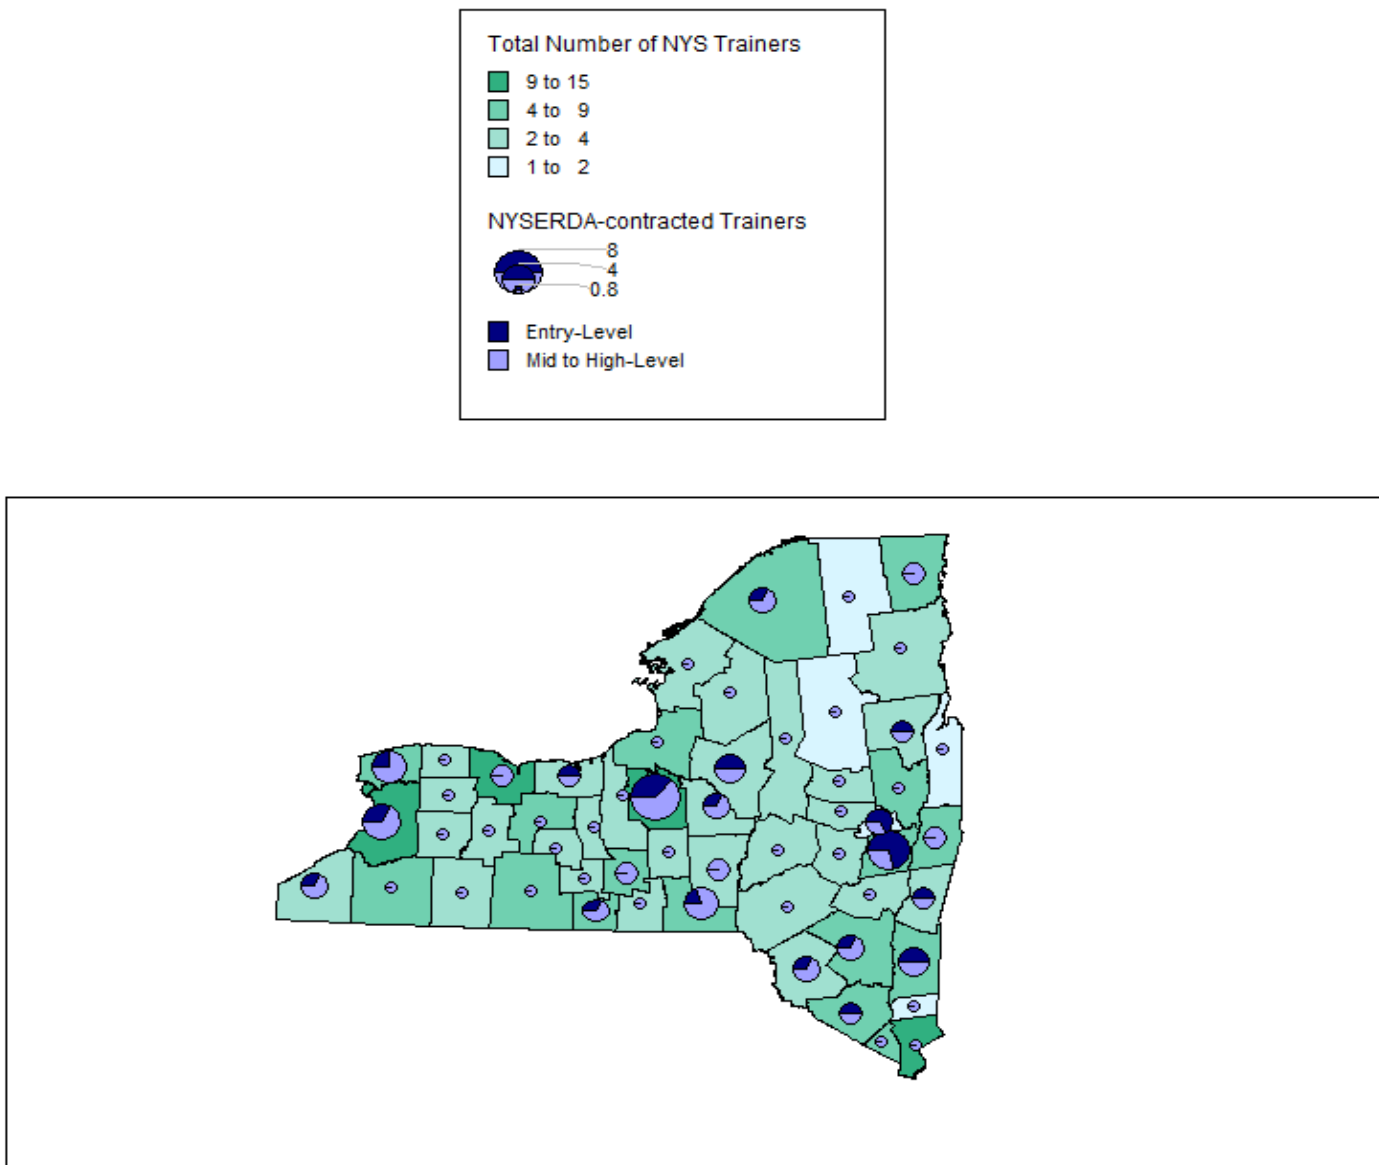 Total Number of NYS Trainers
9 to 15
4 to 9
2 to 4
1 to 2
NYSERDA-contracted Trainers
8
4
0.8
Entry-Level
Mid to High-Level